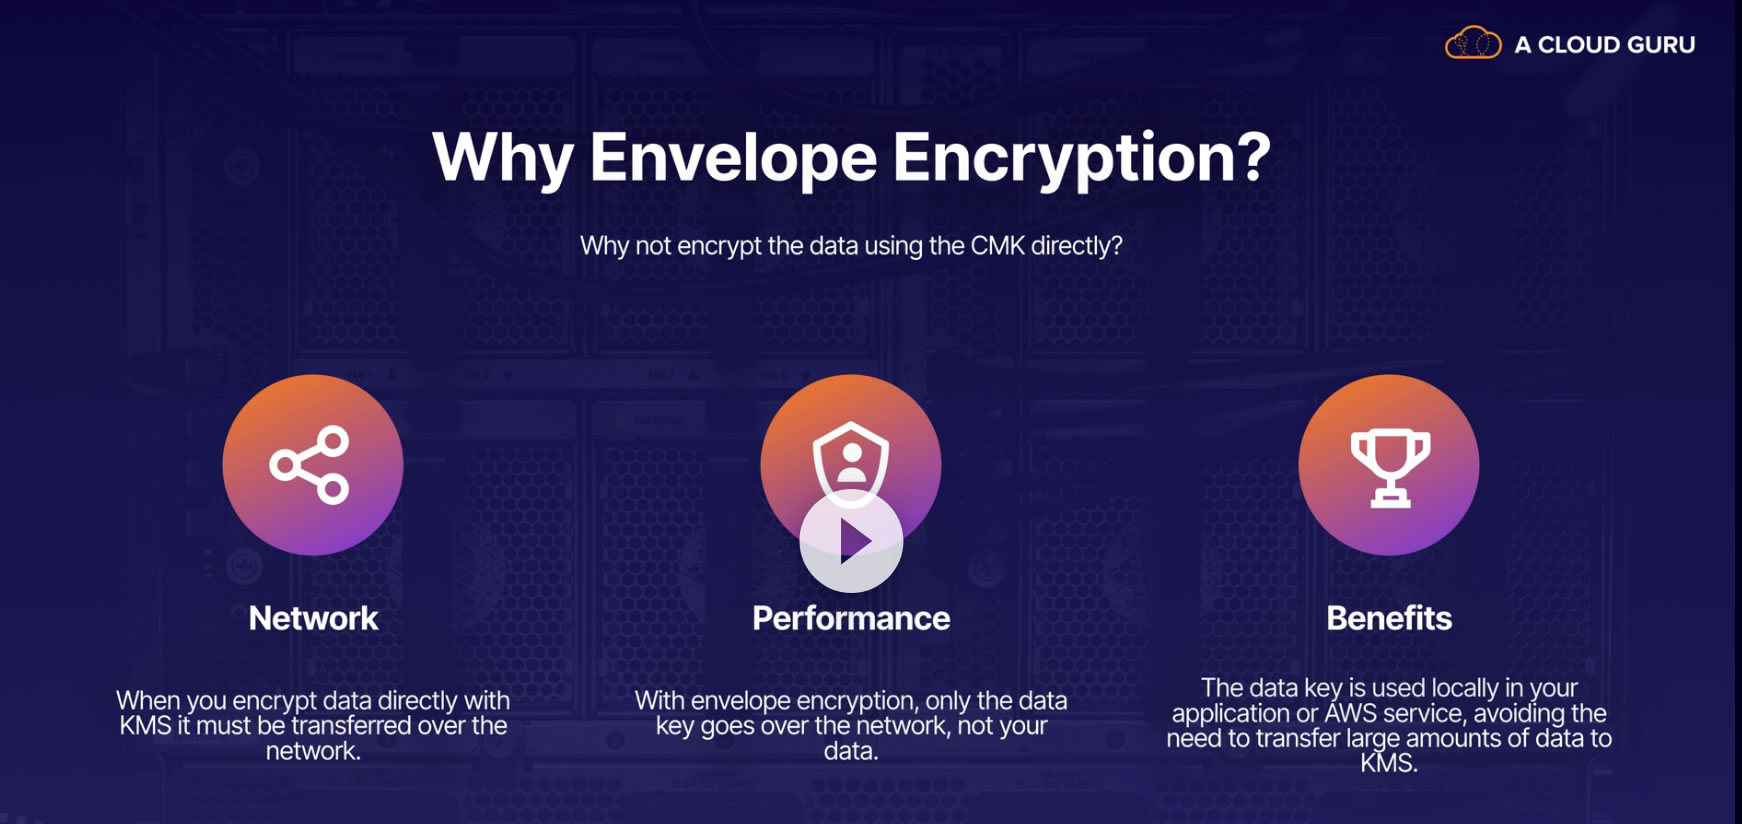 A CLOUD GURU
Why Envelope Encryption?
Why not encrypt the data using the CMK directly?
Network
When you encrypt data directly with
KMS it must be transferred over the
network.
Performance
With envelope encryption, only the data
key goes over the network, not your
data.
Benefits
The data key is used locally in your
application or AWS service, avoiding the
need to transfer large amounts of data to
KMS.